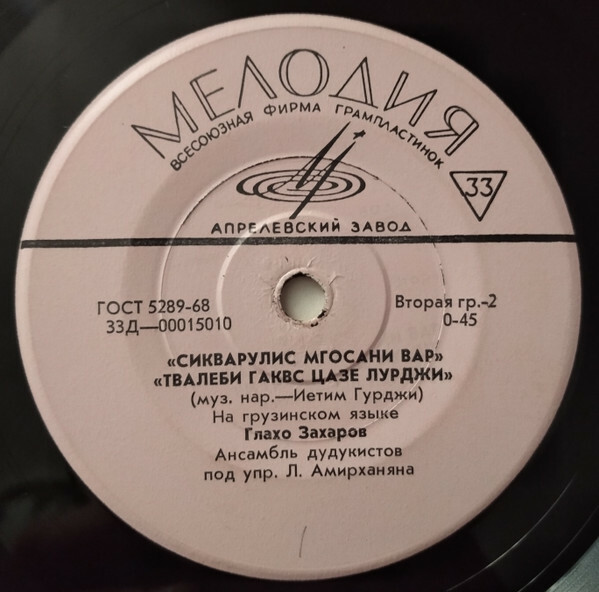 МЕЛОДИЯ
ВСЕСОЮЗНАЯ ФИРМА ГРАМПЛАСТИНОК
33
АПРЕЛЕВСКИЙ ЗАВОД
ГОСТ 5289-68
33Д—00015010
Вторая гр.-2
0-45
«СИКВАРУЛИС МГОСАНИ ВАР»
«ТВАЛЕБИ ГАКВС ЦАЗЕ ЛУРДЖИ»
(муз. нар.—Иетим Гурджи)
На грузинском языке
Глахо Захаров
Ансамбль дудукистов
под упр. Л. Амирханяна